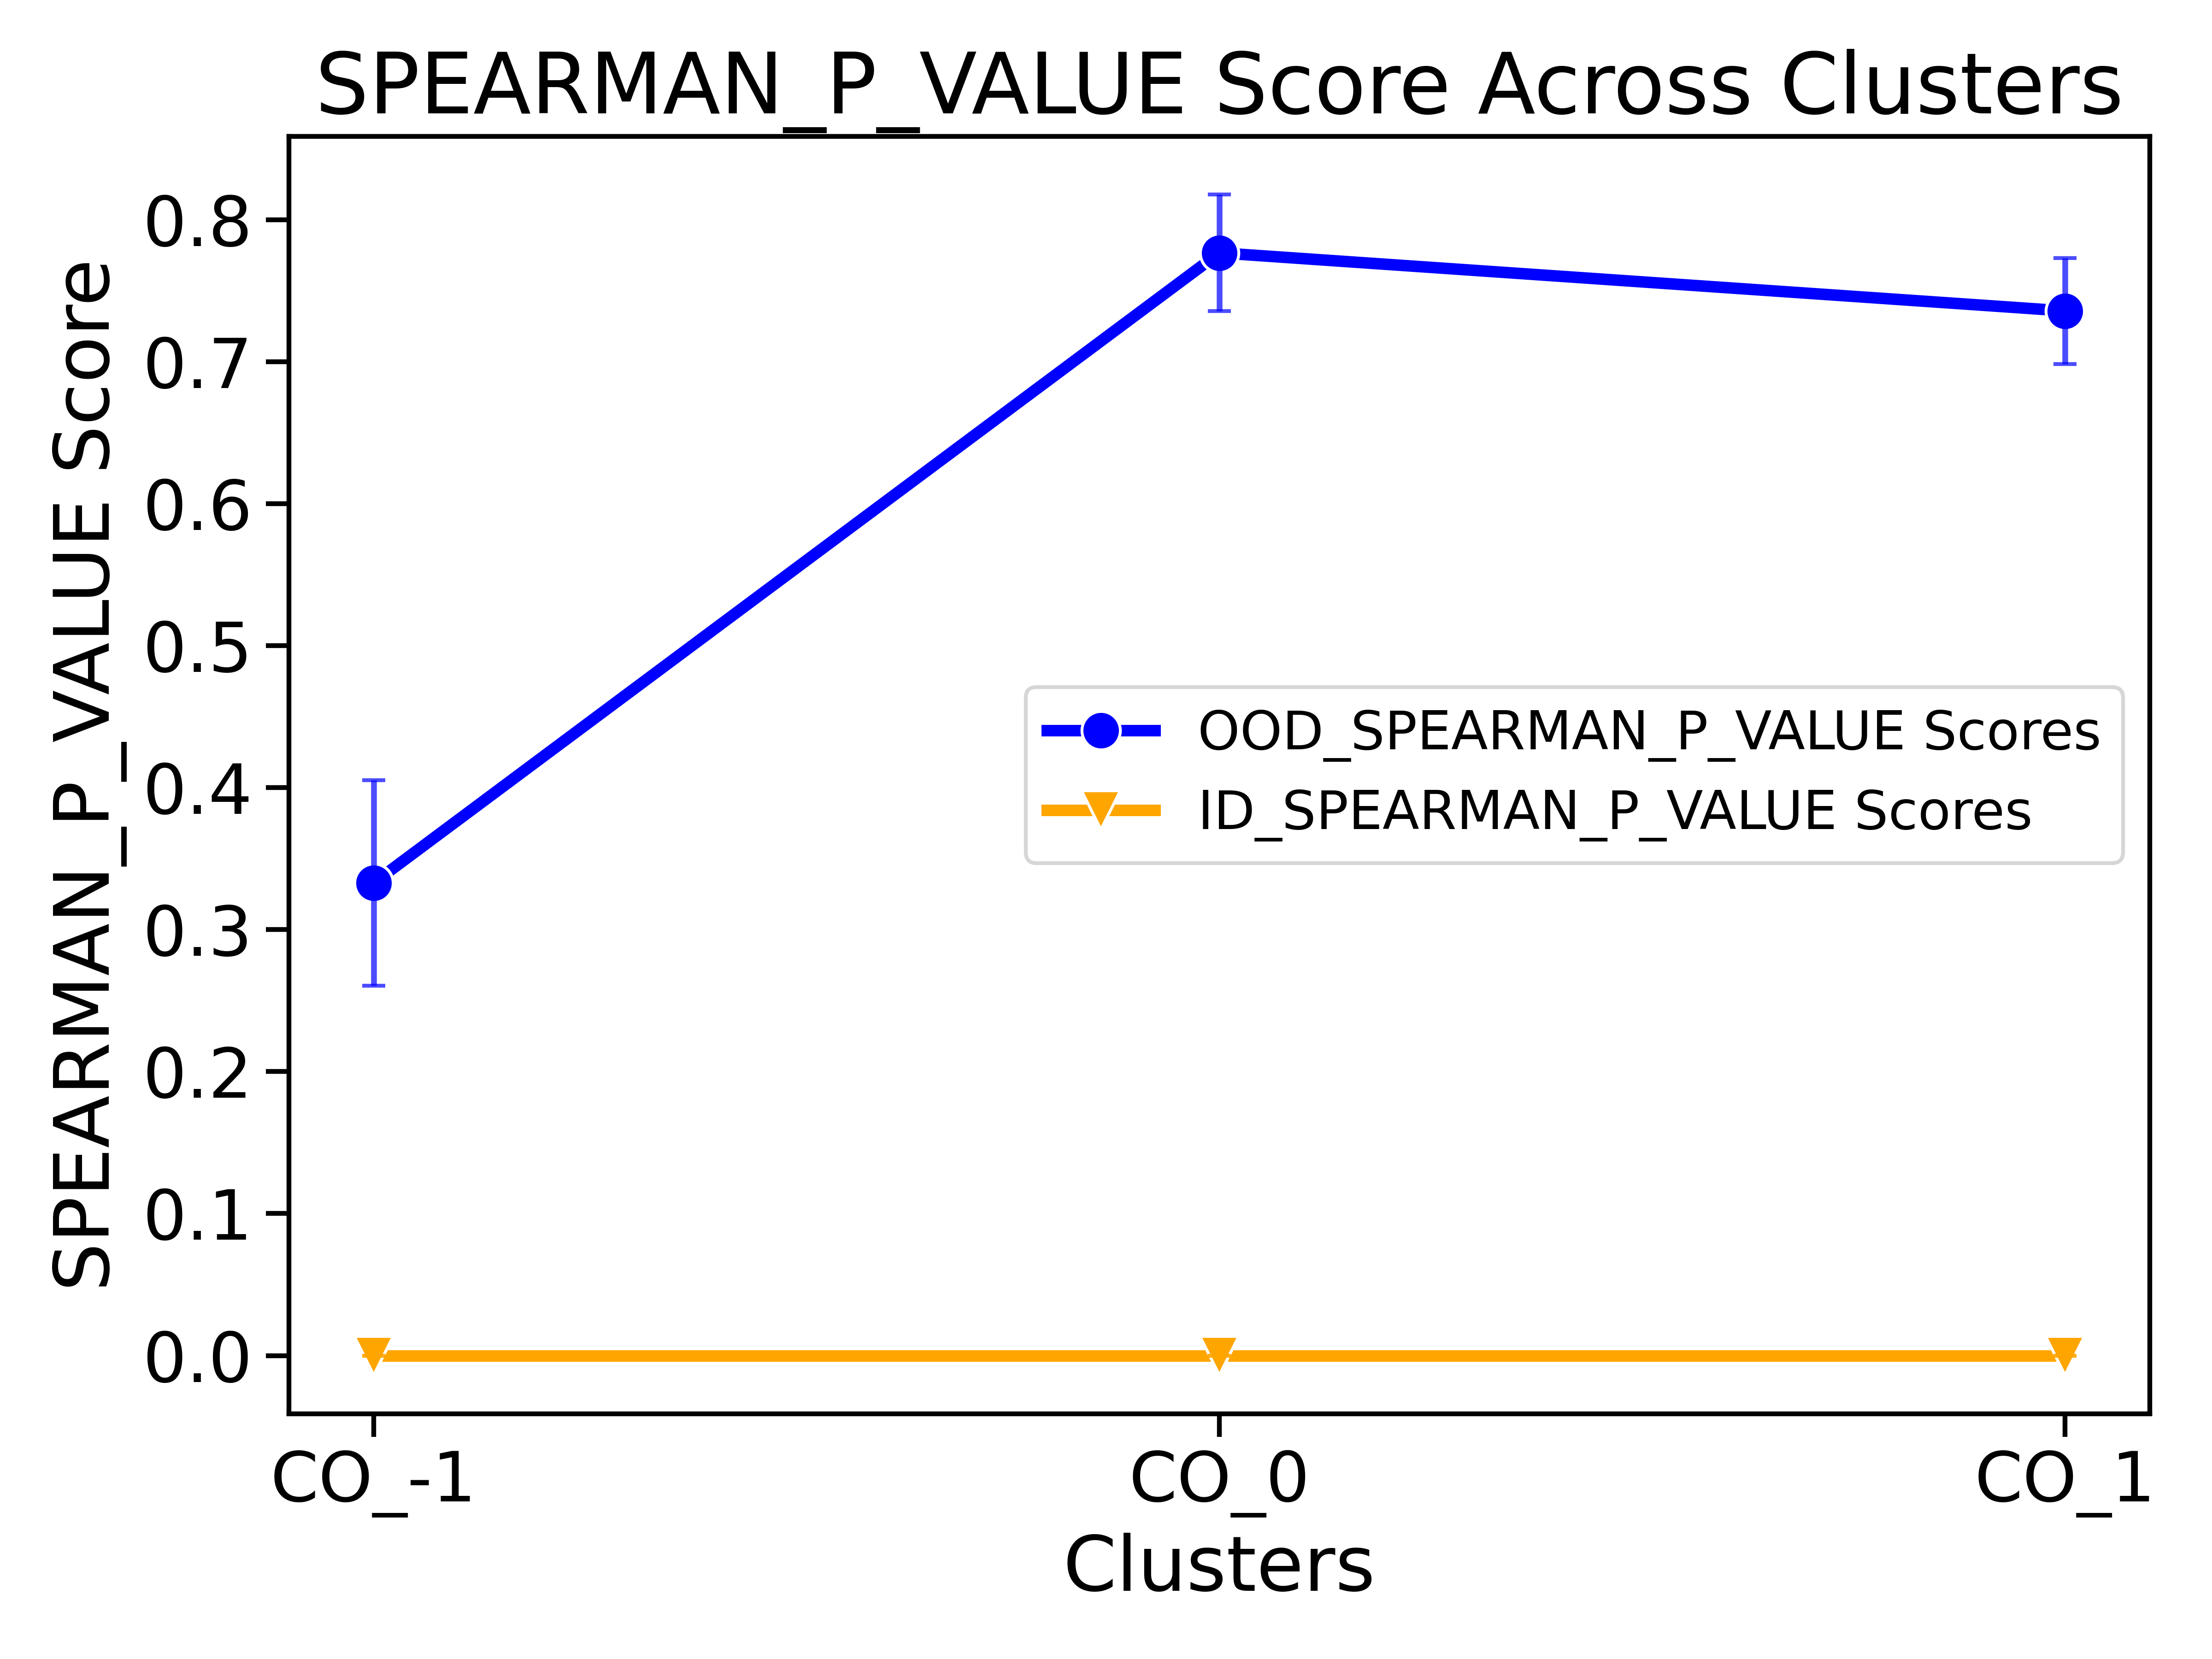 SPEARMAN_P_VALUE Score Across Clusters
SPEARMAN_P_VALUE Score
0.8
0.7
0.6
0.5
0.4
0.3
0.2
0.1
0.0
OOD_SPEARMAN_P_VALUE Scores
ID_SPEARMAN_P_VALUE Scores
CO_-1
CO_0
CO_1
Clusters